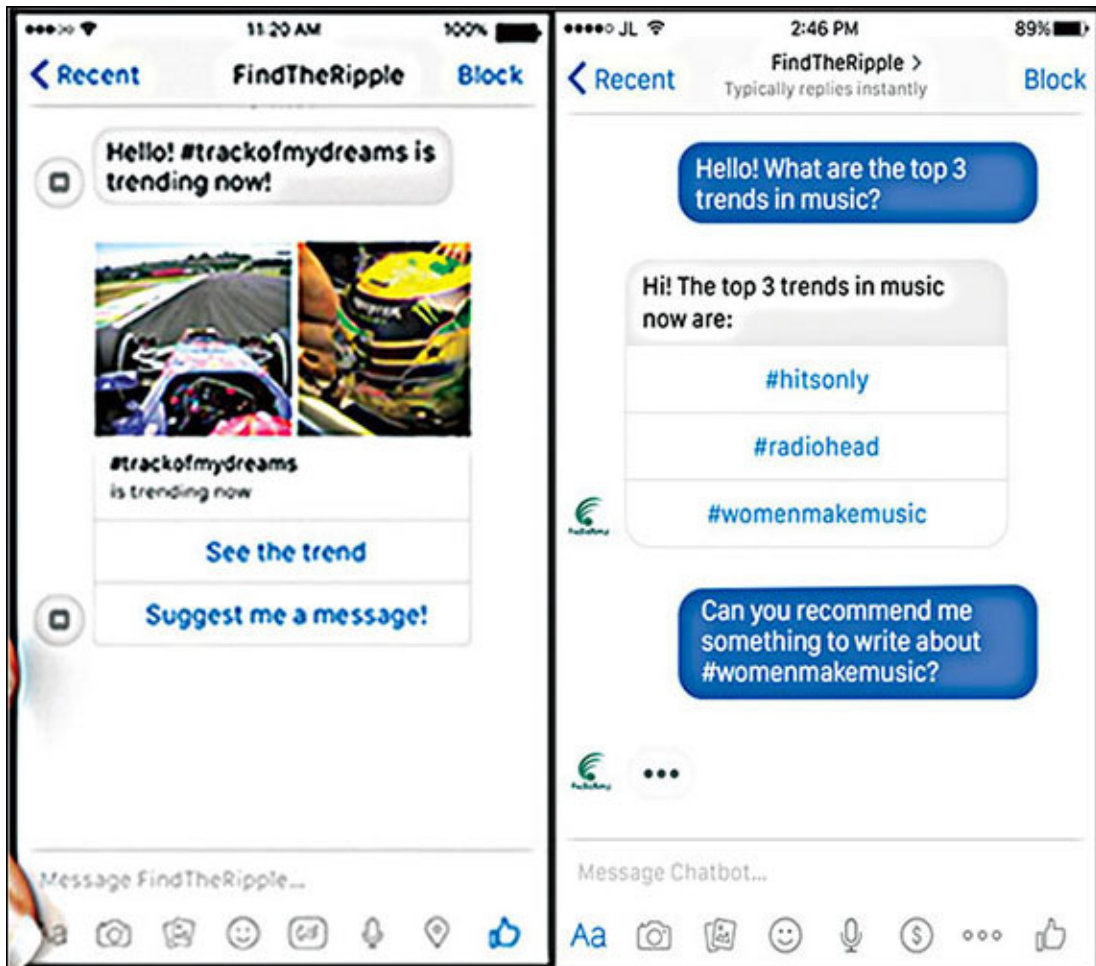 11:20 AM
100%
Recent
FindTheRipple
Block
Hello! #trackofmydreams is
trending now!
#trackofmydreams
is trending now
See the trend
Suggest me a message!
Message FindTheRipple...
GIF
JL
2:46 PM
89%
Recent
FindTheRipple >
Typically replies instantly
Block
Hello! What are the top 3
trends in music?
Hi! The top 3 trends in music
now are:
#hitsonly
#radiohead
#womenmakemusic
Can you recommend me
something to write about
#womenmakemusic?
Message Chatbot...
Aa
$